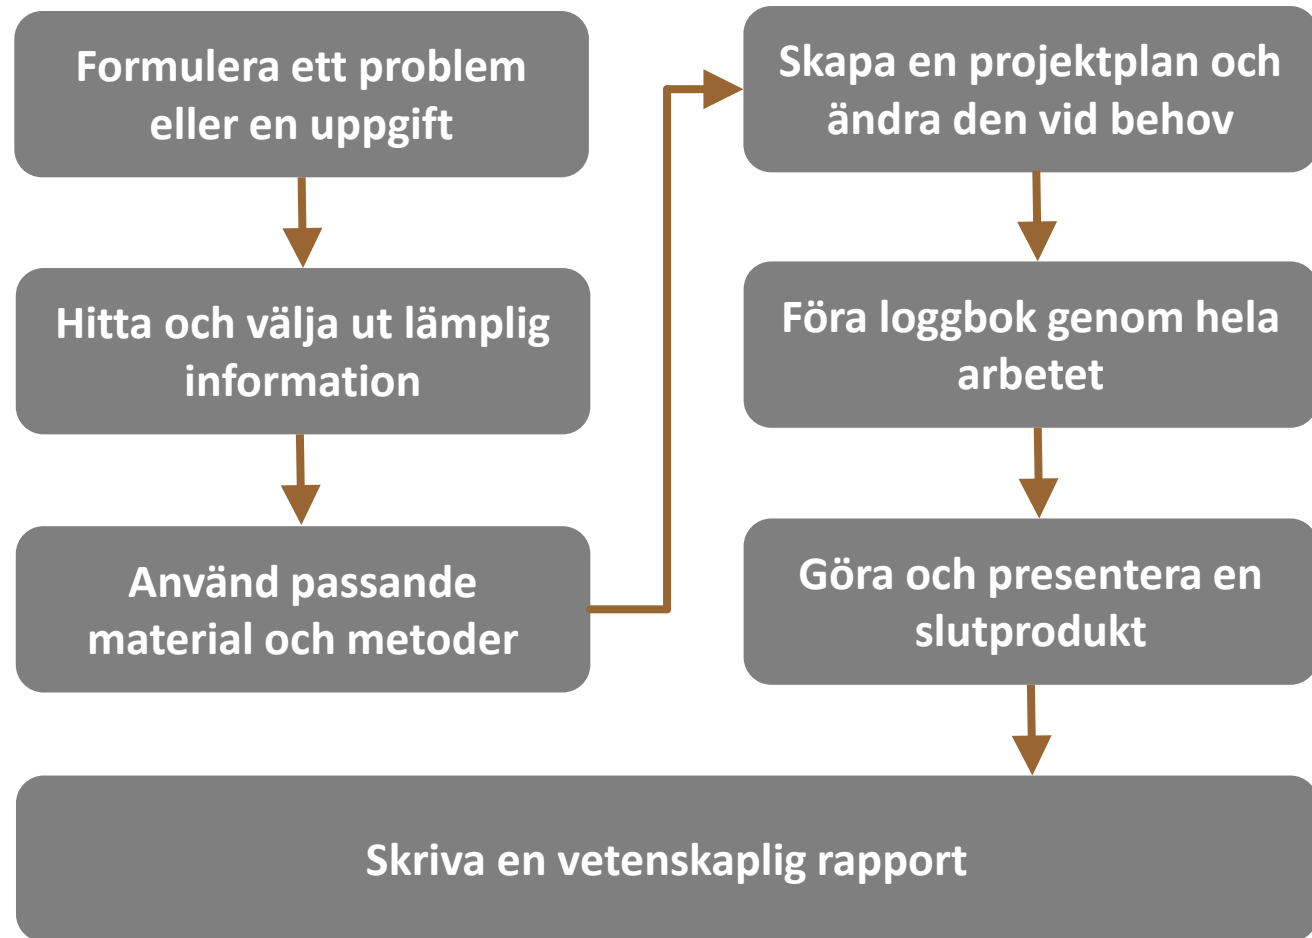 Formulera ett problem
eller en uppgift
Hitta och välja ut lämplig
information
Använd passande
material och metoder
Skapa en projektplan och
ändra den vid behov
Föra loggbok genom hela
arbetet
Göra och presentera en
slutprodukt
Skriva en vetenskaplig rapport